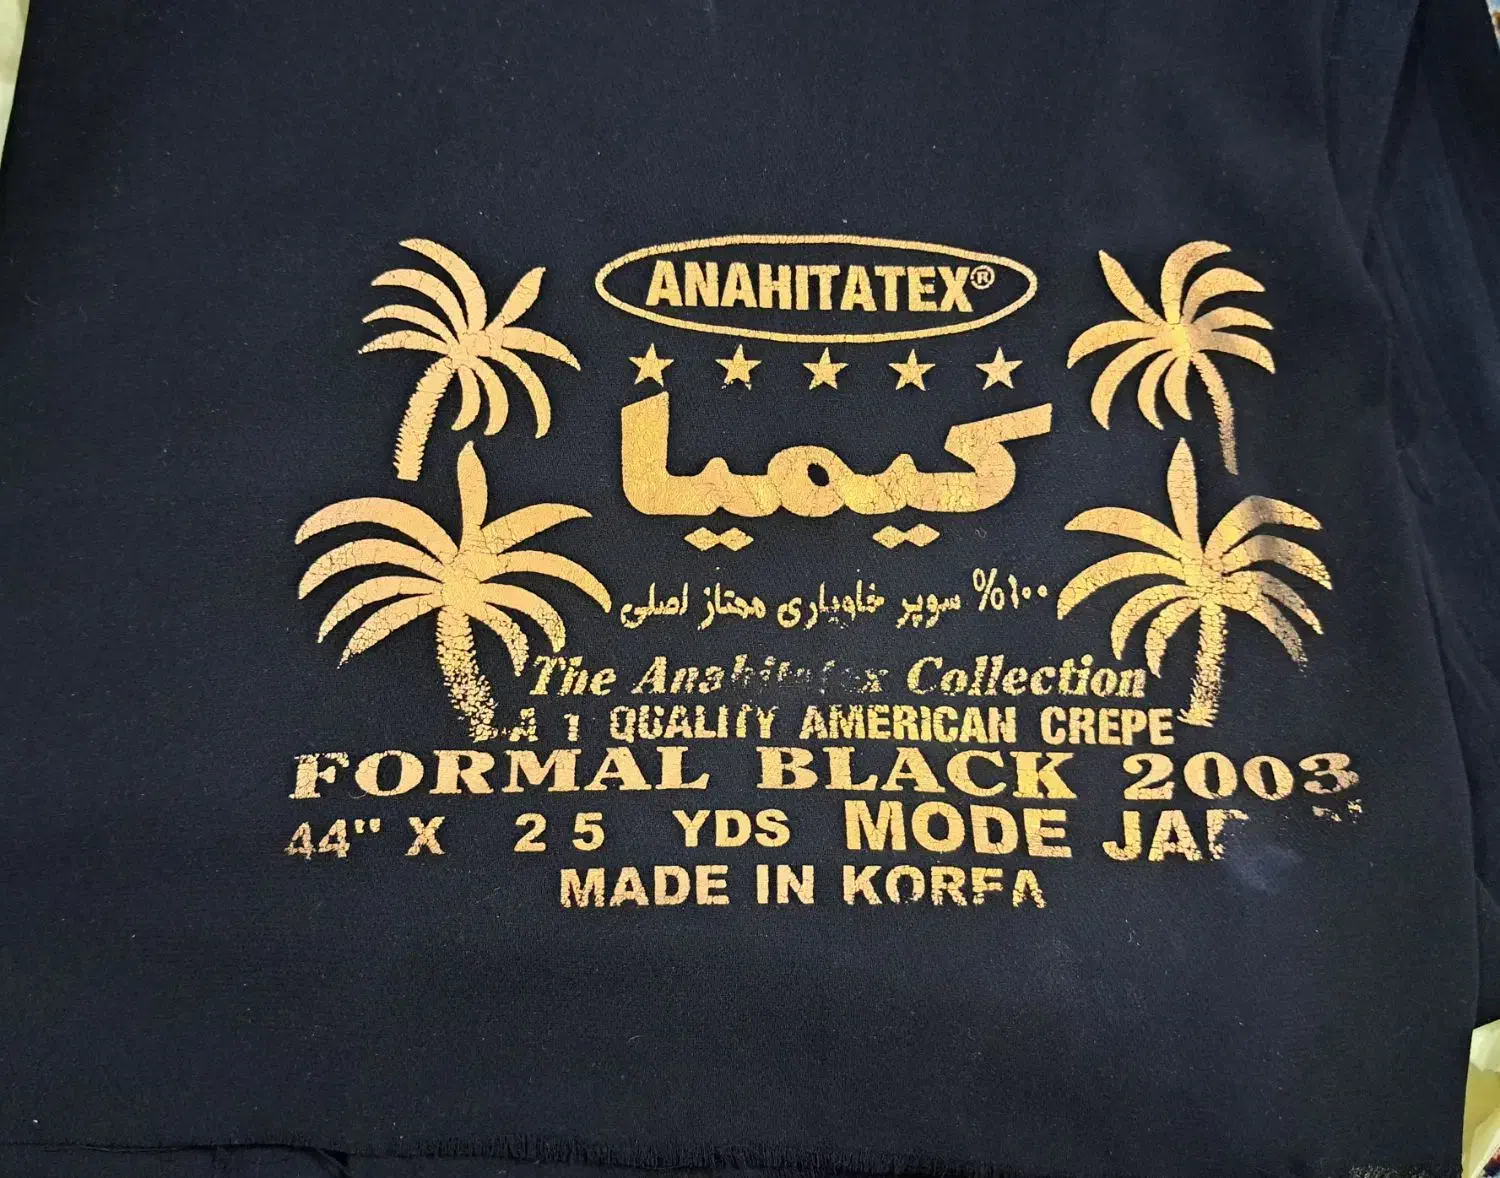 ANAHITATEX®
کیمیا
۱۰۰% سوپر خاویاری ممتاز اصلی
The Anahitatex Collection
A 1 QUALITY AMERICAN CREPE
FORMAL BLACK 2003
44" X 25 YDS MODE
MADE IN KOREA